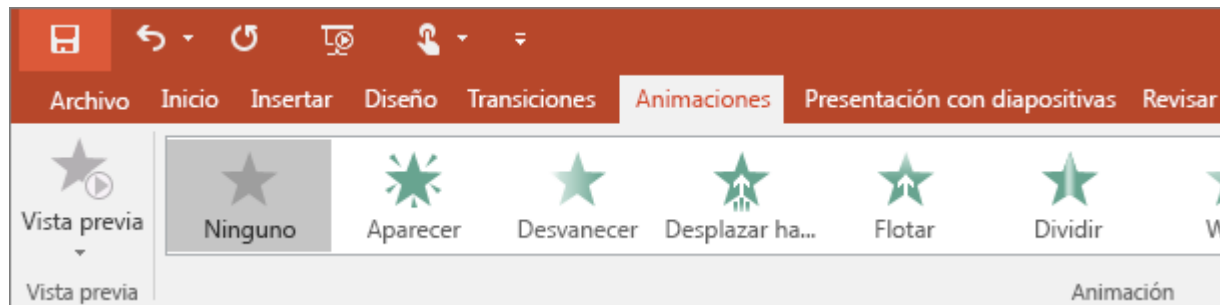 Archivo Inicio Insertar Diseño Transiciones Animaciones Presentación con diapositivas Revisar
Vista previa Ninguno Aparecer Desvanecer Desplazar ha... Flotar Dividir
Vista previa Animación